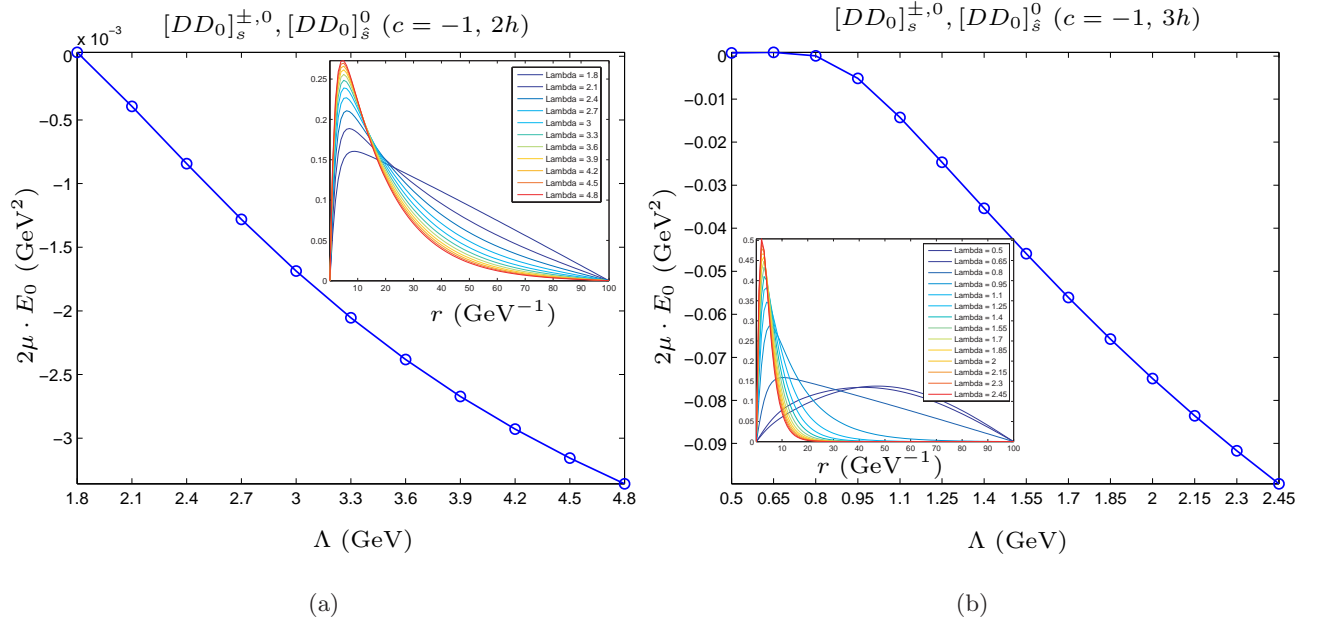 [DD₀]ₛ^{±,0}, [DD₀]_ŝ^0 (c = −1, 2h)
x 10⁻³
0
−0.5
−1
−1.5
−2
−2.5
−3
2μ · E₀ (GeV²)
1.8 2.1 2.4 2.7 3 3.3 3.6 3.9 4.2 4.5 4.8
Λ (GeV)
0.25
0.2
0.15
0.1
0.05
0
10 20 30 40 50 60 70 80 90 100
r (GeV⁻¹)
Lambda = 1.8
Lambda = 2.1
Lambda = 2.4
Lambda = 2.7
Lambda = 3
Lambda = 3.3
Lambda = 3.6
Lambda = 3.9
Lambda = 4.2
Lambda = 4.5
Lambda = 4.8
(a)
[DD₀]ₛ^{±,0}, [DD₀]_ŝ^0 (c = −1, 3h)
0
−0.01
−0.02
−0.03
−0.04
−0.05
−0.06
−0.07
−0.08
−0.09
2μ · E₀ (GeV²)
0.5 0.65 0.8 0.95 1.1 1.25 1.4 1.55 1.7 1.85 2 2.15 2.3 2.45
Λ (GeV)
0.5
0.45
0.4
0.35
0.3
0.25
0.2
0.15
0.1
0.05
0
10 20 30 40 50 60 70 80 90 100
r (GeV⁻¹)
Lambda = 0.5
Lambda = 0.65
Lambda = 0.8
Lambda = 0.95
Lambda = 1.1
Lambda = 1.25
Lambda = 1.4
Lambda = 1.55
Lambda = 1.7
Lambda = 1.85
Lambda = 2
Lambda = 2.15
Lambda = 2.3
Lambda = 2.45
(b)